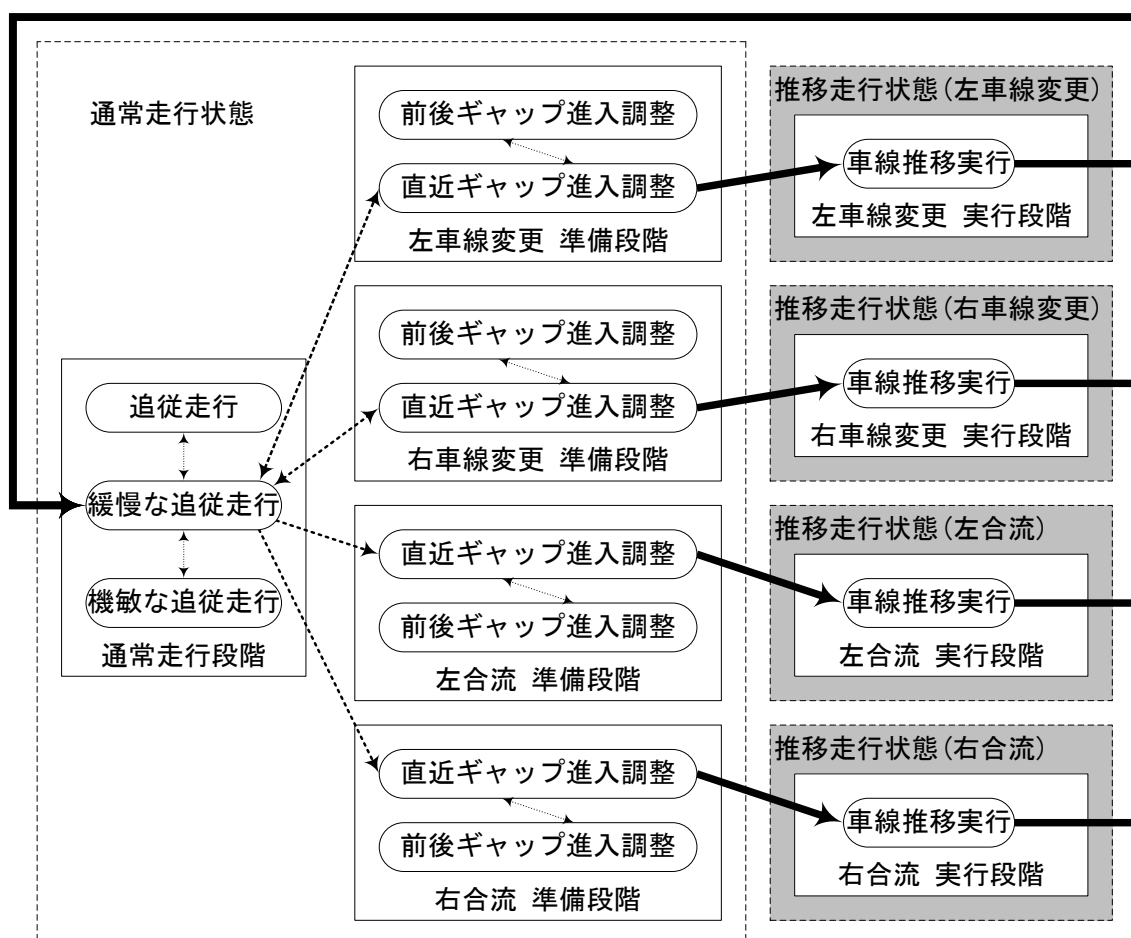 通常走行状態
前後ギャップ進入調整
直近ギャップ進入調整
左車線変更 準備段階
推移走行状態(左車線変更)
車線推移実行
左車線変更 実行段階
前後ギャップ進入調整
直近ギャップ進入調整
右車線変更 準備段階
推移走行状態(右車線変更)
車線推移実行
右車線変更 実行段階
追従走行
緩慢な追従走行
機敏な追従走行
通常走行段階
直近ギャップ進入調整
前後ギャップ進入調整
左合流 準備段階
推移走行状態(左合流)
車線推移実行
左合流 実行段階
直近ギャップ進入調整
前後ギャップ進入調整
右合流 準備段階
推移走行状態(右合流)
車線推移実行
右合流 実行段階